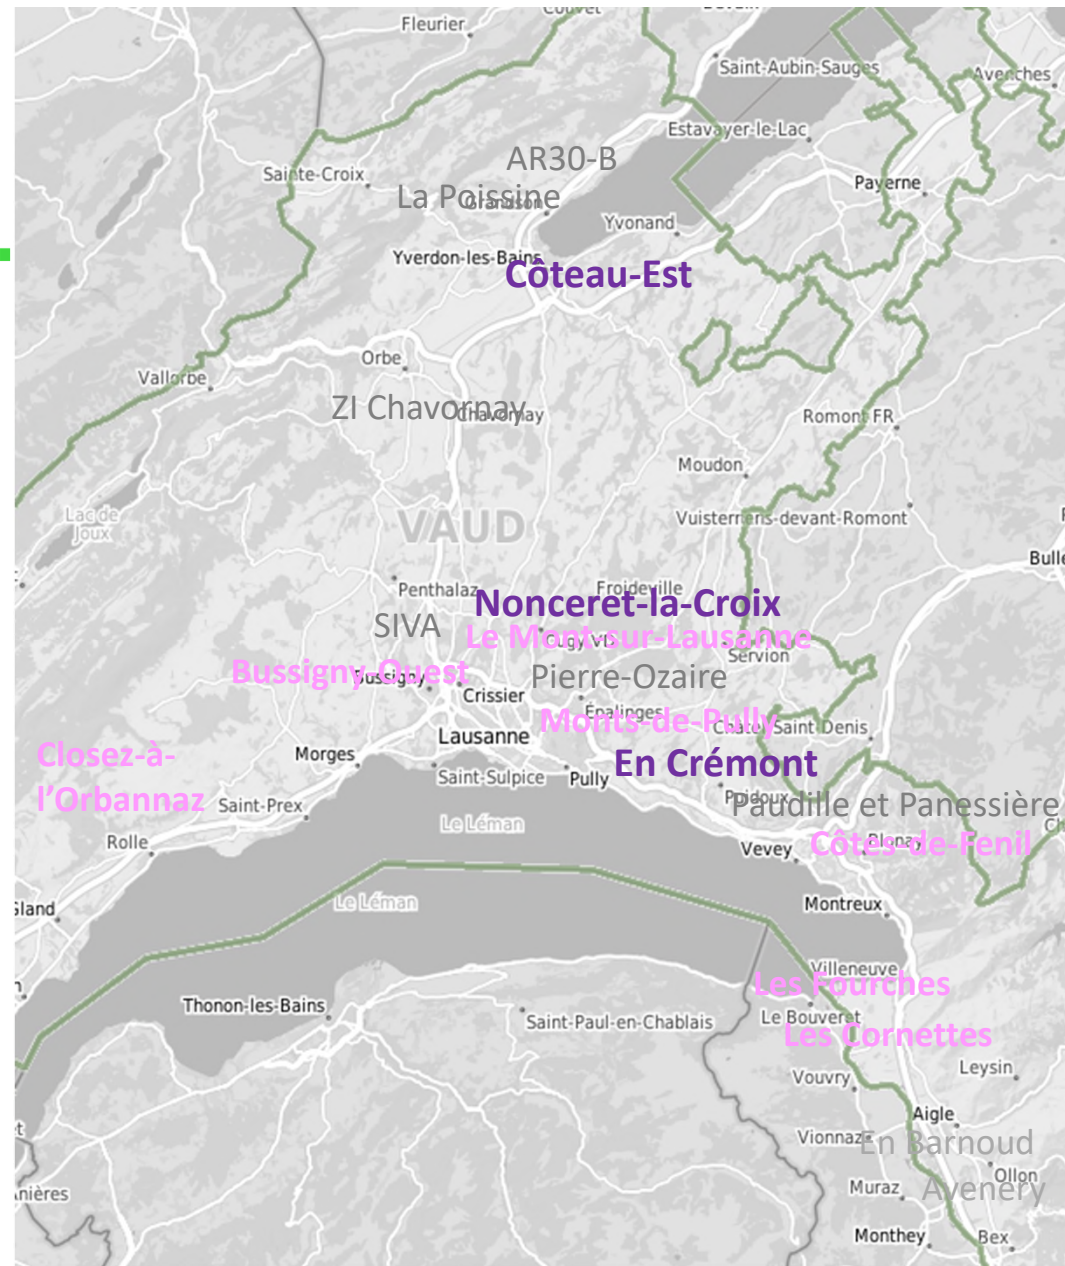 Couvet
Fleurier
Saint-Aubin-Sauges
Avenches
Estavayer-le-Lac
AR30-B
Sainte-Croix
La Poissine
Grandson
Payerne
Yvonand
Yverdon-les-Bains
Côteau-Est
Orbe
Vallorbe
ZI Chavornay
Chavornay
Romont FR
Moudon
Lac de
Joux
VAUD
Vuisternens-devant-Romont
Bulle
Penthalaz
Froideville
Nonceret-la-Croix
SIVA
Le Mont-sur-Lausanne
Cugy VD
Servion
Bussigny-Ouest
Bussigny
Pierre-Ozaire
Crissier
Épalinges
Monts-de-Pully
Châtel-Saint-Denis
Lausanne
Closez-à-
l'Orbannaz
Morges
En Crémont
Saint-Sulpice
Pully
Puidoux
Paudille et Panessière
Saint-Prex
Le Léman
Rolle
Vevey
Côtes-de-Fenil
Blonay
Le Léman
Montreux
Gland
Villeneuve
Les Fourches
Thonon-les-Bains
Saint-Paul-en-Chablais
Le Bouveret
Les Cornettes
Leysin
Vouvry
Aigle
Vionnaz
En Barnoud
Ollon
Muraz
Avenery
Monthey
Bex